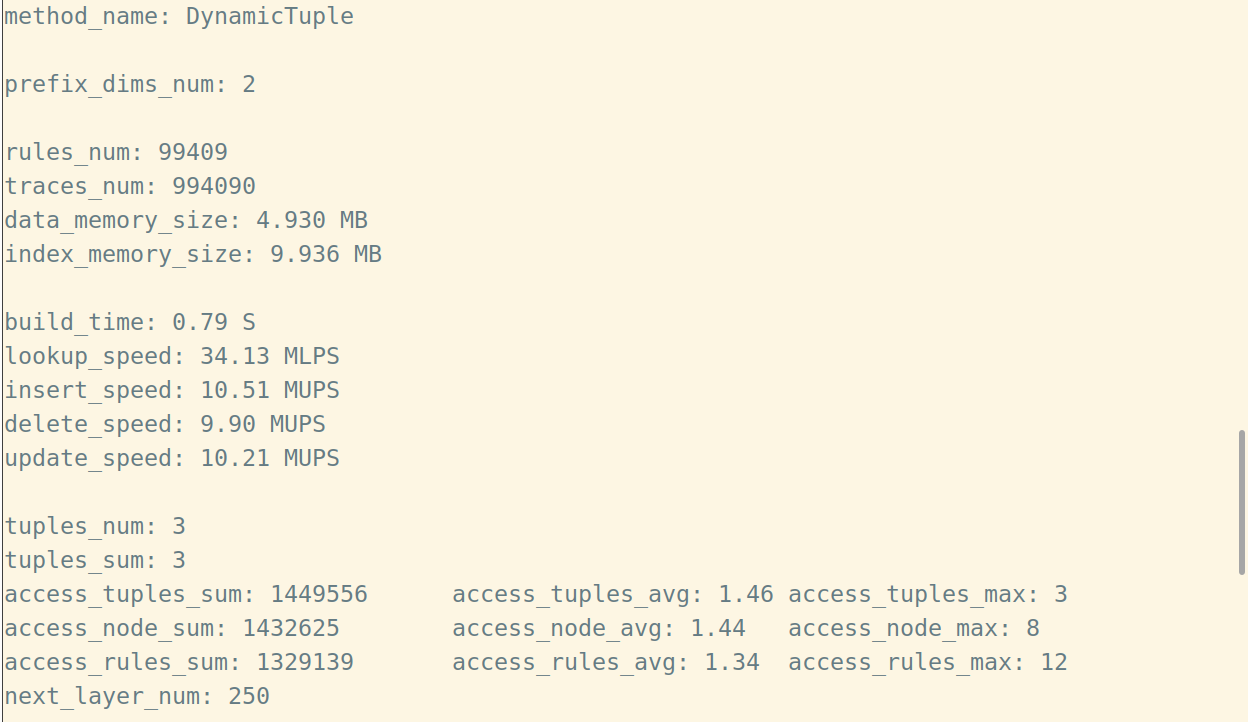 method_name: DynamicTuple
prefix_dims_num: 2
rules_num: 99409
traces_num: 994090
data_memory_size: 4.930 MB
index_memory_size: 9.936 MB
build_time: 0.79 S
lookup_speed: 34.13 MLPS
insert_speed: 10.51 MUPS
delete_speed: 9.90 MUPS
update_speed: 10.21 MUPS
tuples_num: 3
tuples_sum: 3
access_tuples_sum: 1449556 access_tuples_avg: 1.46 access_tuples_max: 3
access_node_sum: 1432625 access_node_avg: 1.44 access_node_max: 8
access_rules_sum: 1329139 access_rules_avg: 1.34 access_rules_max: 12
next_layer_num: 250